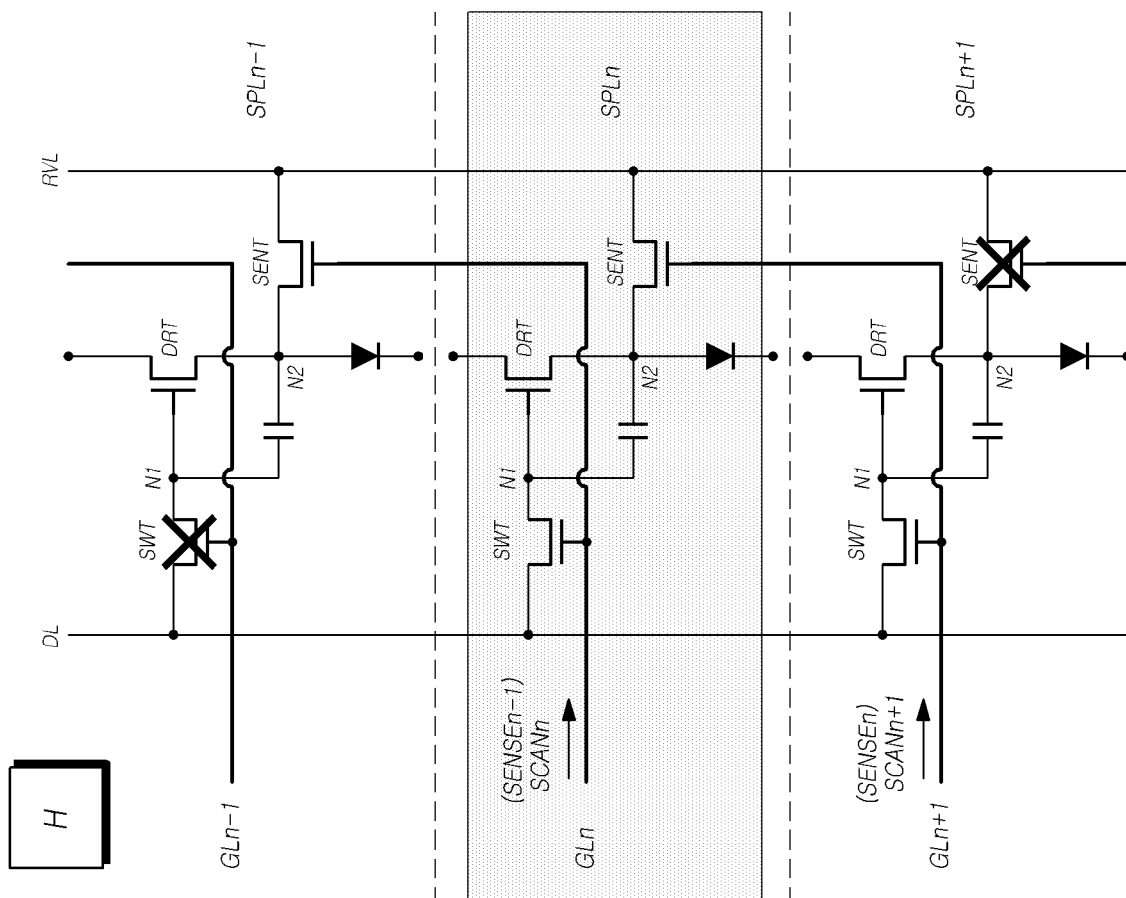 SPLn-1
SPLn
SPLn+1
RVL
SENT
SENT
SENT
DRT
DRT
DRT
N2
N2
N2
N1
N1
N1
SWT
SWT
SWT
DL
(SENSEn-1)
SCANn
(SENSEn)
SCANn+1
H
GLn-1
GLn
GLn+1